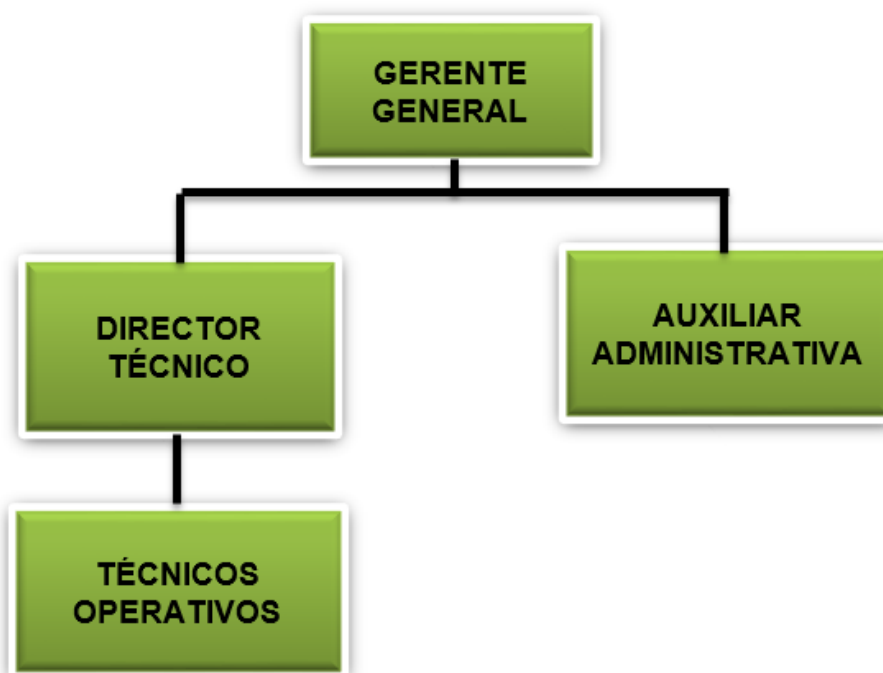 GERENTE
GENERAL
DIRECTOR
TÉCNICO
AUXILIAR
ADMINISTRATIVA
TÉCNICOS
OPERATIVOS